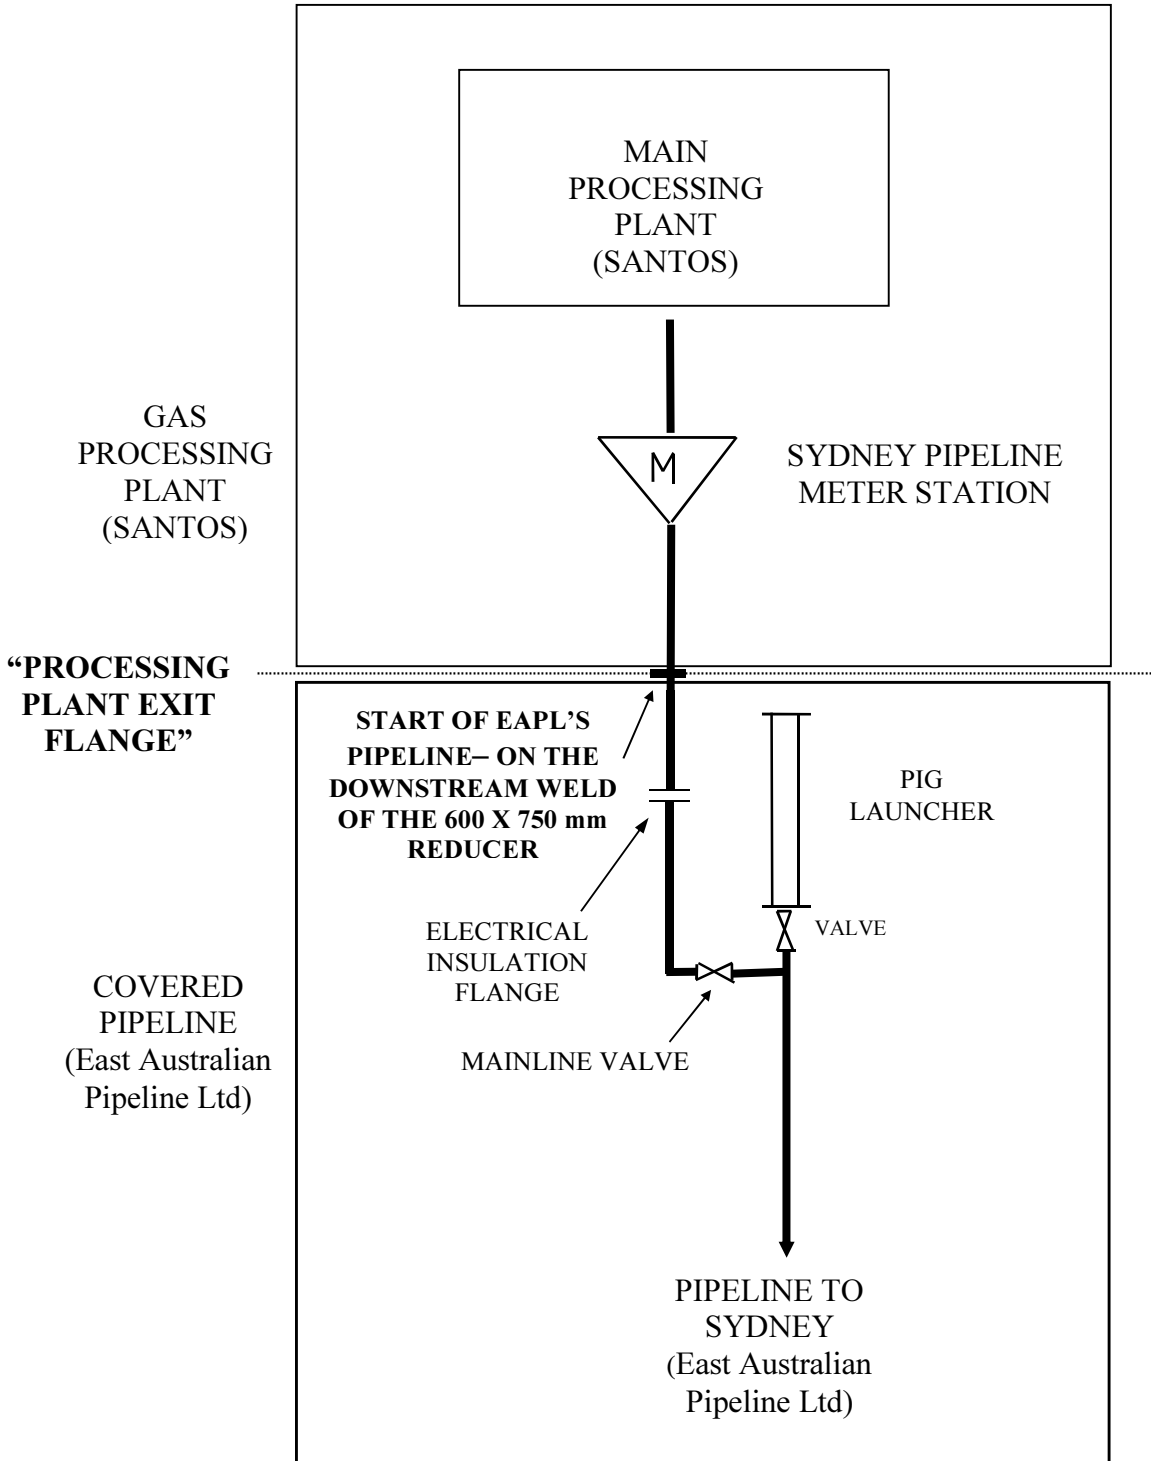 MAIN
PROCESSING
PLANT
(SANTOS)
GAS
PROCESSING
PLANT
(SANTOS)
M
SYDNEY PIPELINE
METER STATION
“PROCESSING
PLANT EXIT
FLANGE”
START OF EAPL’S
PIPELINE– ON THE
DOWNSTREAM WELD
OF THE 600 X 750 mm
REDUCER
PIG
LAUNCHER
VALVE
ELECTRICAL
INSULATION
FLANGE
MAINLINE VALVE
COVERED
PIPELINE
(East Australian
Pipeline Ltd)
PIPELINE TO
SYDNEY
(East Australian
Pipeline Ltd)